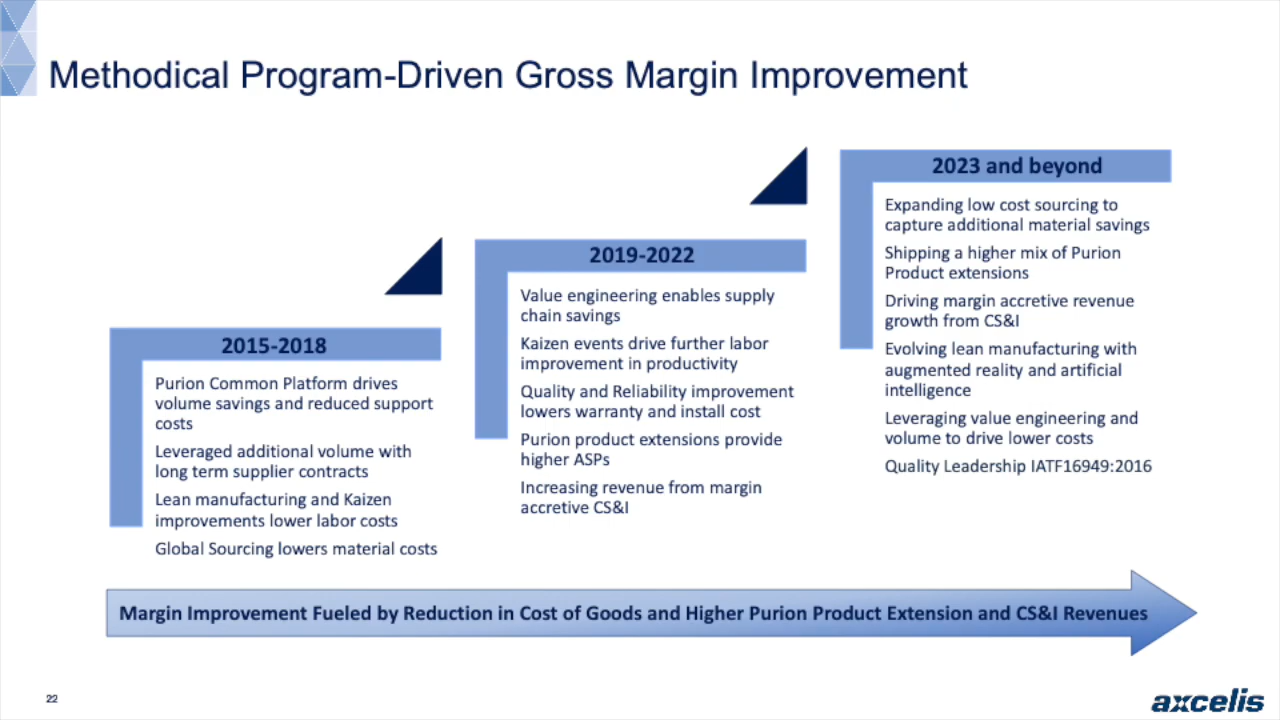 Methodical Program-Driven Gross Margin Improvement
2015-2018
Purion Common Platform drives
volume savings and reduced support
costs
Leveraged additional volume with
long term supplier contracts
Lean manufacturing and Kaizen
improvements lower labor costs
Global Sourcing lowers material costs
2019-2022
Value engineering enables supply
chain savings
Kaizen events drive further labor
improvement in productivity
Quality and Reliability improvement
lowers warranty and install cost
Purion product extensions provide
higher ASPs
Increasing revenue from margin
accretive CS&I
2023 and beyond
Expanding low cost sourcing to
capture additional material savings
Shipping a higher mix of Purion
Product extensions
Driving margin accretive revenue
growth from CS&I
Evolving lean manufacturing with
augmented reality and artificial
intelligence
Leveraging value engineering and
volume to drive lower costs
Quality Leadership IATF16949:2016
Margin Improvement Fueled by Reduction in Cost of Goods and Higher Purion Product Extension and CS&I Revenues
22
axcelis